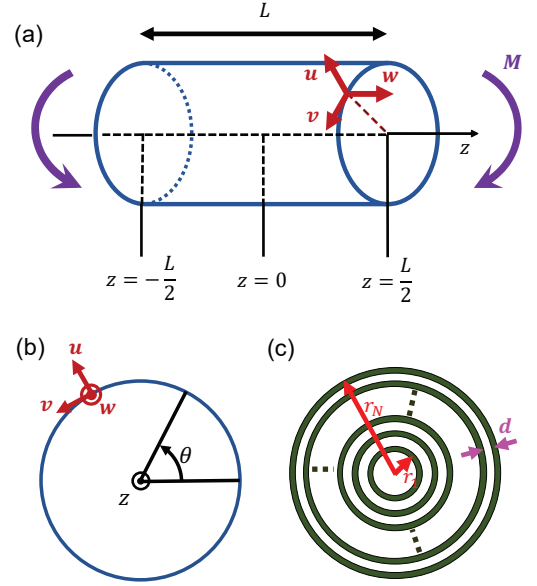 (a)
L
u
w
v
M
z
z = -L/2
z = 0
z = L/2
(b)
(c)
u
v
w
θ
z
r_N
r_1
d